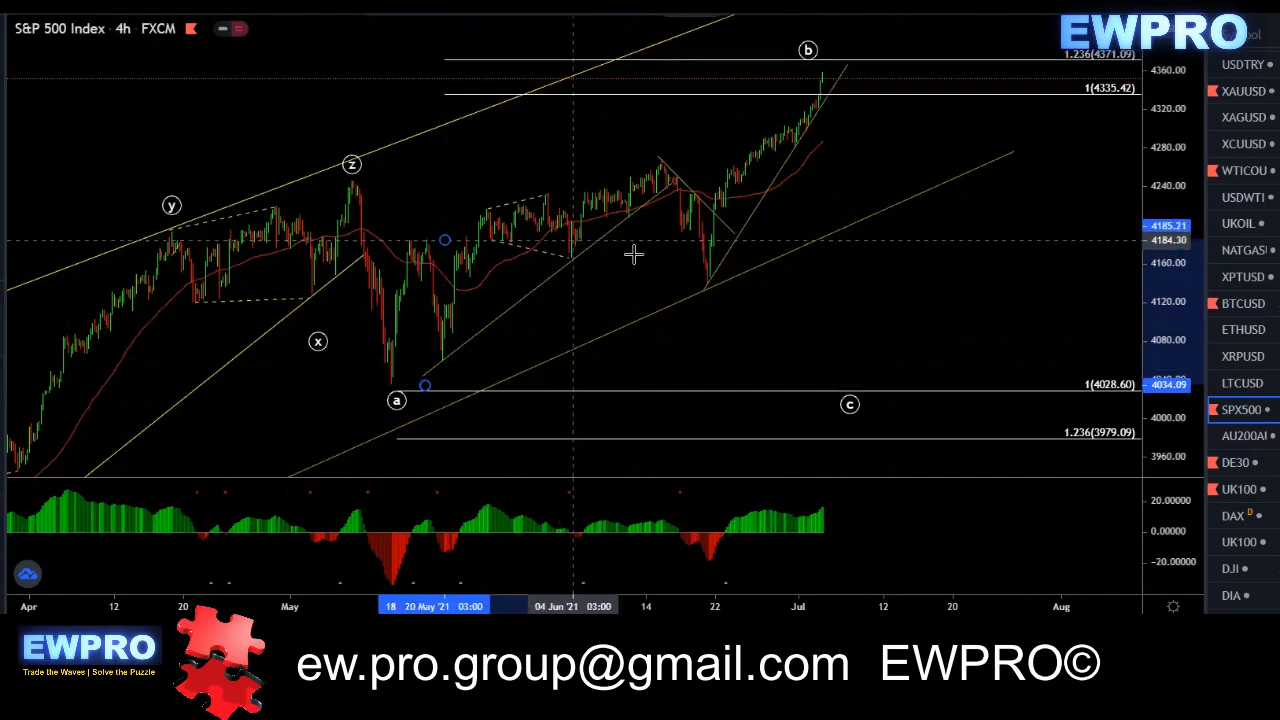 S&P 500 Index · 4h · FXCM
EWPRO
1.236(4371.09)
1(4335.42)
1(4028.60)
1.236(3979.09)
b
z
y
x
a
c
4360.00
4320.00
4280.00
4240.00
4185.21
4184.30
4160.00
4120.00
4080.00
4034.09
4000.00
3960.00
20.00000
0.00000
-20.00000
USDTRY
XAUUSD
XAGUSD
XCUUSD
WTICOU
USDWTI
UKOIL
NATGAS
XPTUSD
BTCUSD
ETHUSD
XRPUSD
LTCUSD
SPX500
AU200AI
DE30
UK100
DAX D
UK100
DJI
DIA
Apr 12 20 May 18 20 May '21 03:00 04 Jun '21 03:00 14 22 Jul 12 20 Aug
EWPRO
Trade the Waves | Solve the Puzzle
ew.pro.group@gmail.com EWPRO©